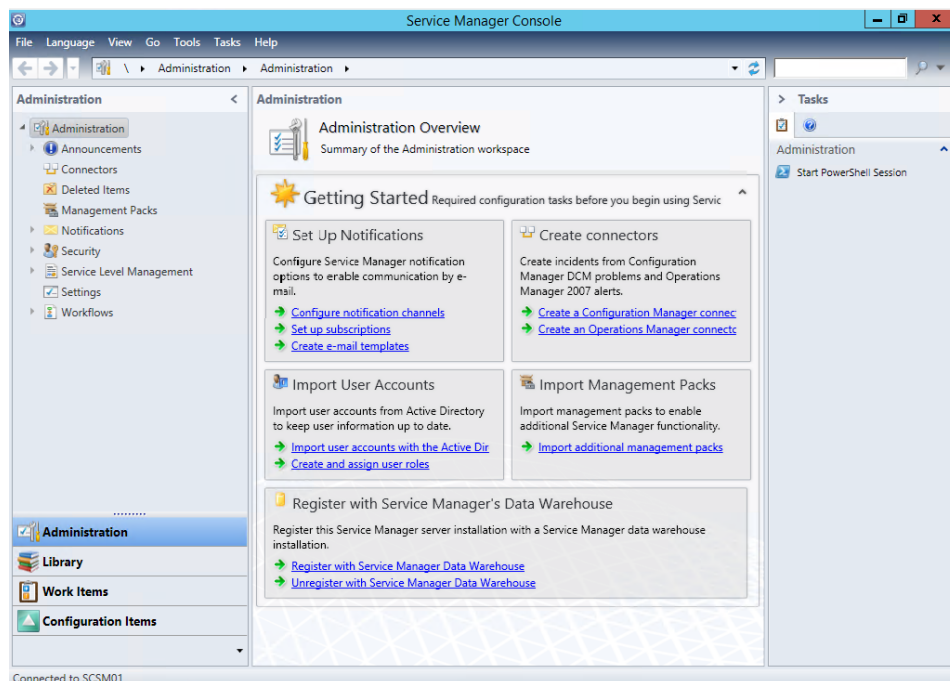 Service Manager Console
File Language View Go Tools Tasks Help
\ Administration Administration
Administration
Administration
Announcements
Connectors
Deleted Items
Management Packs
Notifications
Security
Service Level Management
Settings
Workflows
Administration
Library
Work Items
Configuration Items
Administration
Administration Overview
Summary of the Administration workspace
Getting Started Required configuration tasks before you begin using Servic
Set Up Notifications
Configure Service Manager notification
options to enable communication by e-
mail.
Configure notification channels
Set up subscriptions
Create e-mail templates
Create connectors
Create incidents from Configuration
Manager DCM problems and Operations
Manager 2007 alerts.
Create a Configuration Manager connec
Create an Operations Manager connectc
Import User Accounts
Import user accounts from Active Directory
to keep user information up to date.
Import user accounts with the Active Dir
Create and assign user roles
Import Management Packs
Import management packs to enable
additional Service Manager functionality.
Import additional management packs
Register with Service Manager's Data Warehouse
Register this Service Manager server installation with a Service Manager data warehouse
installation.
Register with Service Manager Data Warehouse
Unregister with Service Manager Data Warehouse
Tasks
Administration
Start PowerShell Session
Connected to SCSM01